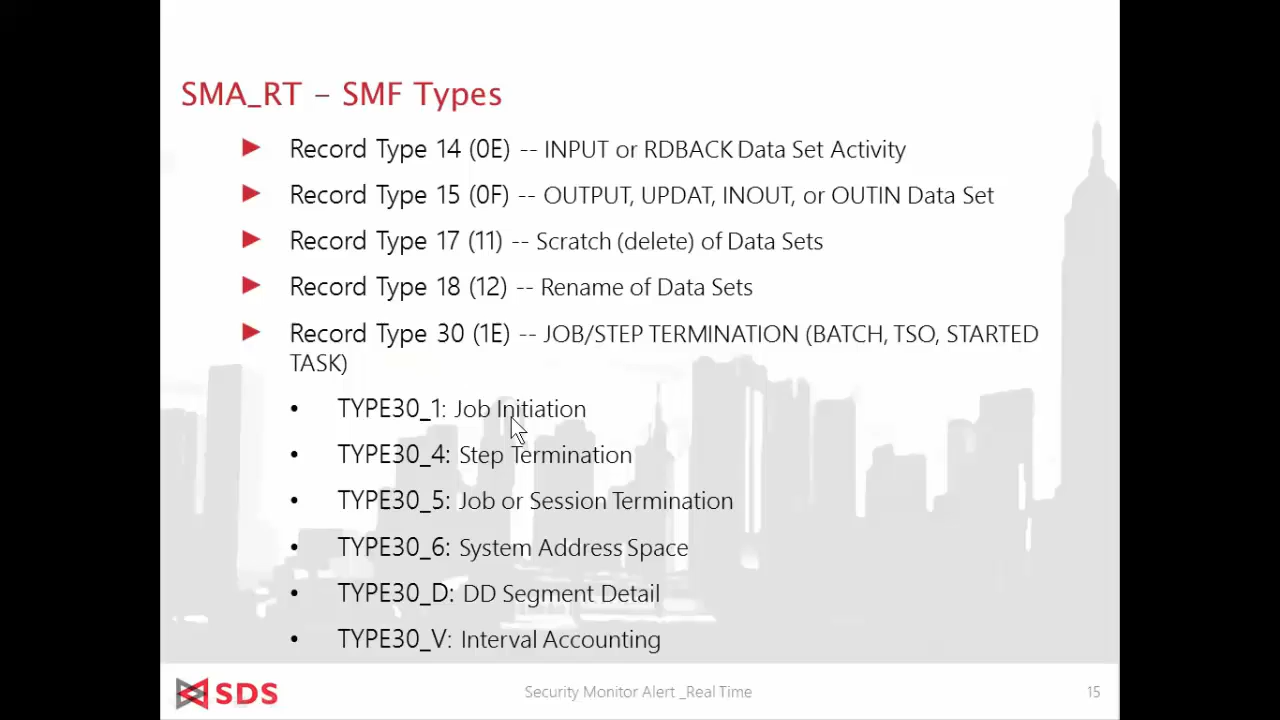 SMA_RT – SMF Types
► Record Type 14 (0E) -- INPUT or RDBACK Data Set Activity
► Record Type 15 (0F) -- OUTPUT, UPDAT, INOUT, or OUTIN Data Set
► Record Type 17 (11) -- Scratch (delete) of Data Sets
► Record Type 18 (12) -- Rename of Data Sets
► Record Type 30 (1E) -- JOB/STEP TERMINATION (BATCH, TSO, STARTED
TASK)
• TYPE30_1: Job Initiation
• TYPE30_4: Step Termination
• TYPE30_5: Job or Session Termination
• TYPE30_6: System Address Space
• TYPE30_D: DD Segment Detail
• TYPE30_V: Interval Accounting
SDS
Security Monitor Alert _Real Time
15